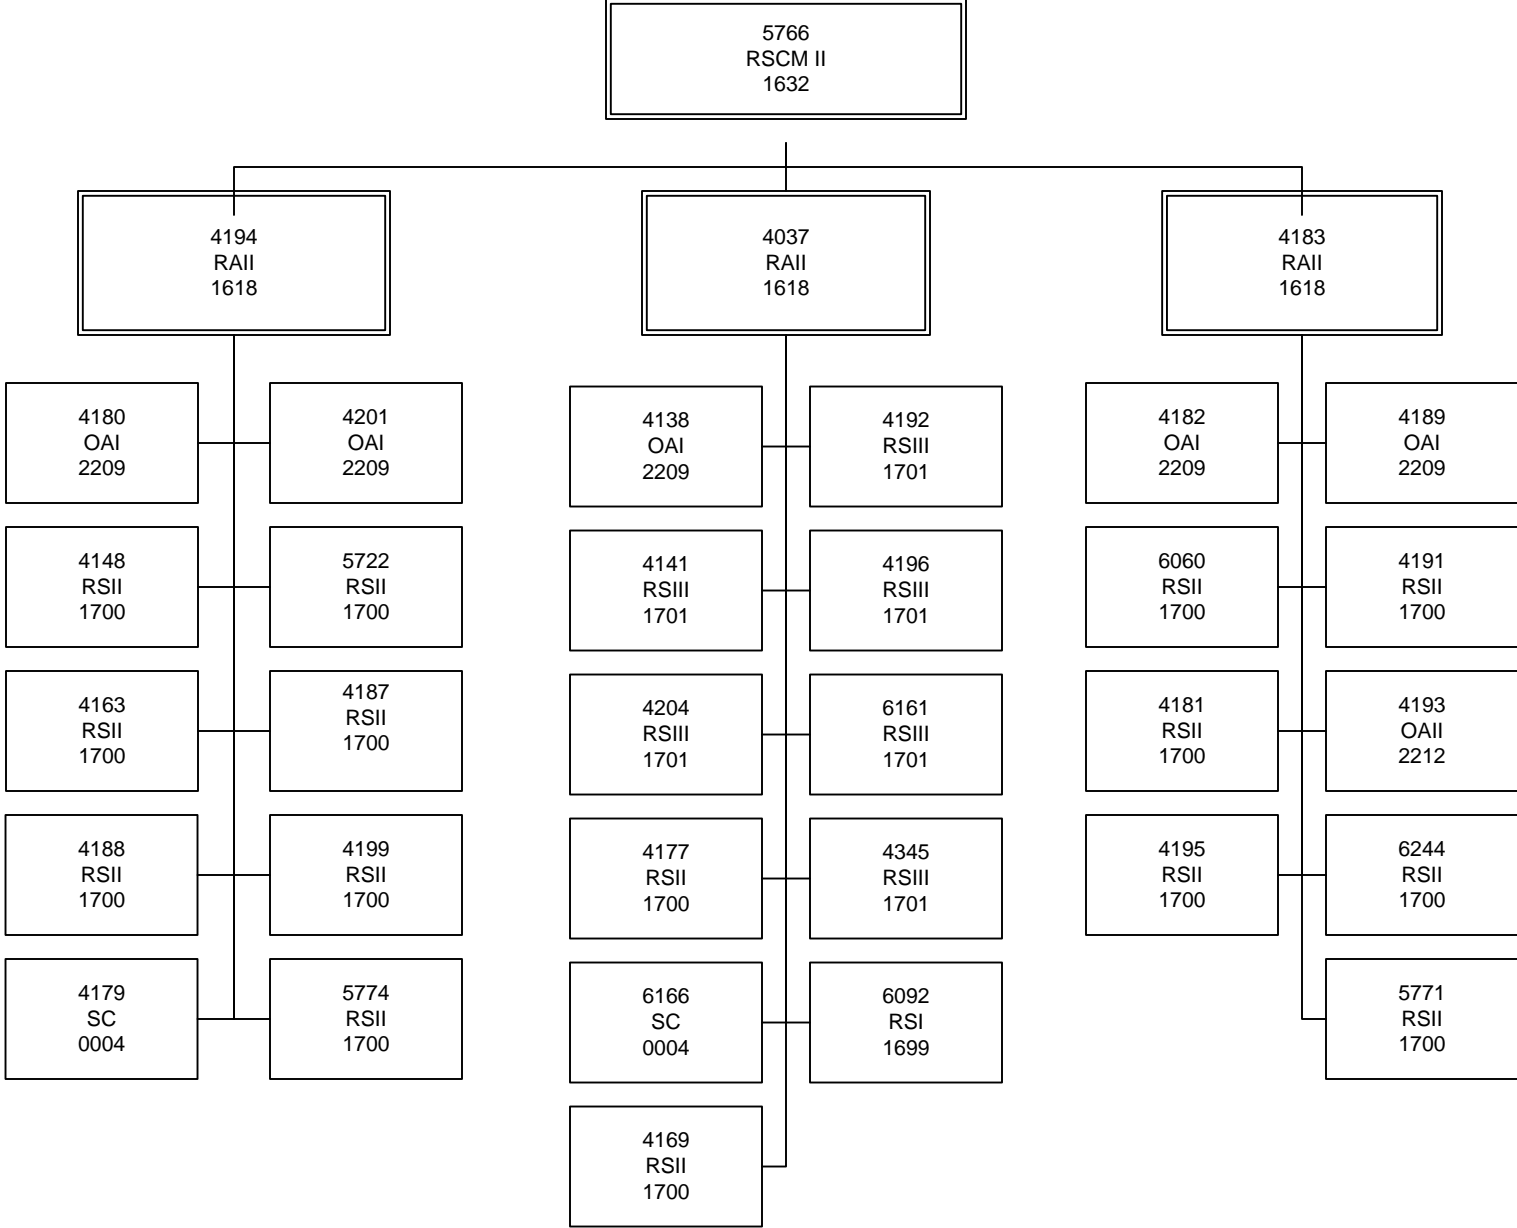 5766
RSCM II
1632
4194
RAII
1618
4037
RAII
1618
4183
RAII
1618
4180
OAI
2209
4201
OAI
2209
4148
RSII
1700
5722
RSII
1700
4163
RSII
1700
4187
RSII
1700
4188
RSII
1700
4199
RSII
1700
4179
SC
0004
5774
RSII
1700
4138
OAI
2209
4192
RSIII
1701
4141
RSIII
1701
4196
RSIII
1701
4204
RSIII
1701
6161
RSIII
1701
4177
RSII
1700
4345
RSIII
1701
6166
SC
0004
6092
RSI
1699
4169
RSII
1700
4182
OAI
2209
4189
OAI
2209
6060
RSII
1700
4191
RSII
1700
4181
RSII
1700
4193
OAII
2212
4195
RSII
1700
6244
RSII
1700
5771
RSII
1700